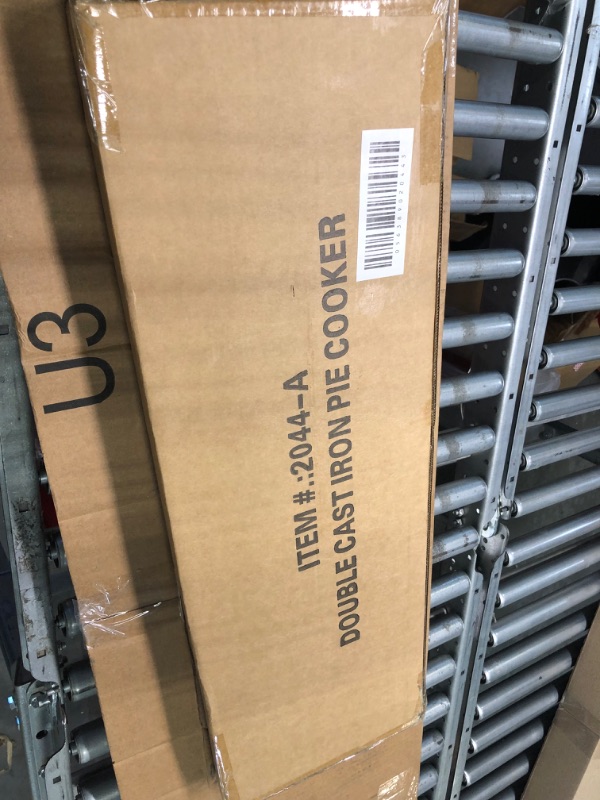 U3
ITEM #.:2044-A
DOUBLE CAST IRON PIE COOKER